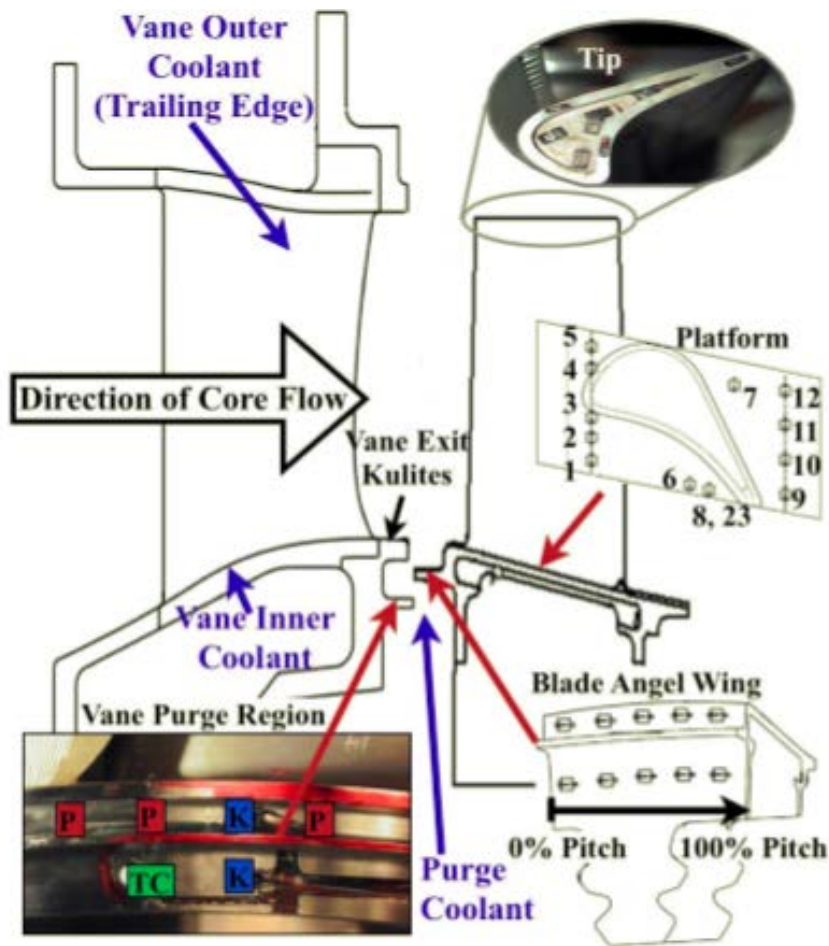 Vane Outer
Coolant
(Trailing Edge)
Tip
Platform
5
4
3
2
1
6
8, 23
7
12
11
10
9
Direction of Core Flow
Vane Exit
Kulites
Vane Inner
Coolant
Vane Purge Region
P
P
K
P
TC
K
Purge
Coolant
Blade Angel Wing
0% Pitch
100% Pitch